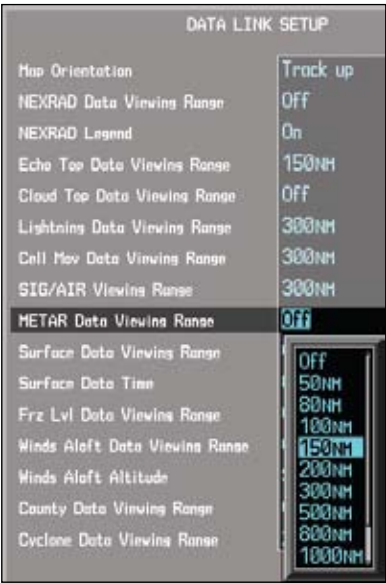 DATA LINK SETUP
Map Orientation Track up
NEXRAD Data Viewing Range Off
NEXRAD Legend On
Echo Top Data Viewing Range 150NM
Cloud Top Data Viewing Range Off
Lightning Data Viewing Range 300NM
Cell Mov Data Viewing Range 300NM
SIG/AIR Viewing Range 300NM
METAR Data Viewing Range Off
Surface Data Viewing Range
Surface Data Time
Frz Lvl Data Viewing Range
Winds Aloft Data Viewing Range
Winds Aloft Altitude
County Data Viewing Range
Cyclone Data Viewing Range
Off
50NM
80NM
100NM
150NM
200NM
300NM
500NM
800NM
1000NM